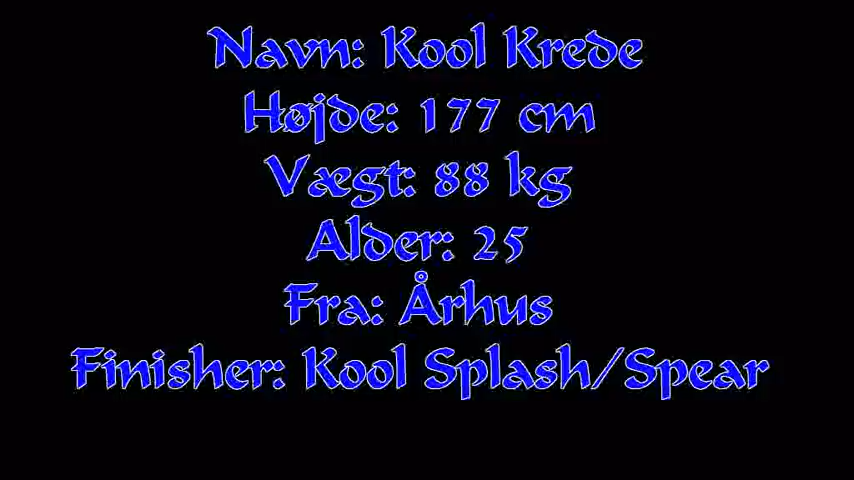 Navn: Kool Krede
Højde: 177 cm
Vægt: 88 kg
Alder: 25
Fra: Århus
Finisher: Kool Splash/Spear